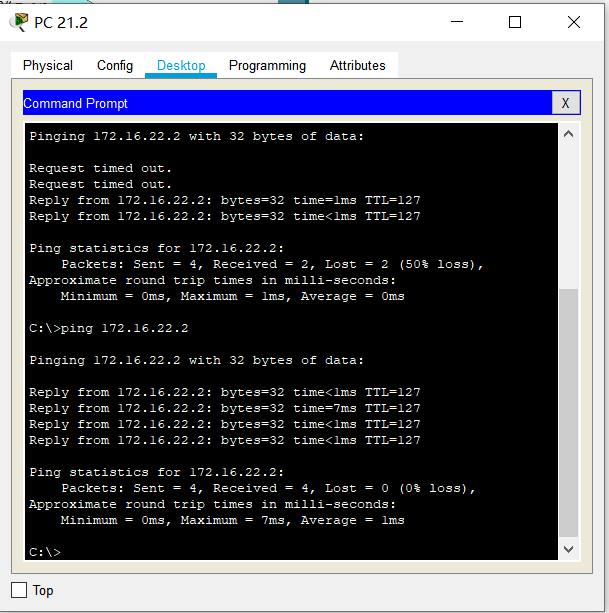 PC 21.2
Physical Config Desktop Programming Attributes
Command Prompt X
Pinging 172.16.22.2 with 32 bytes of data:
Request timed out.
Request timed out.
Reply from 172.16.22.2: bytes=32 time=1ms TTL=127
Reply from 172.16.22.2: bytes=32 time<1ms TTL=127
Ping statistics for 172.16.22.2:
Packets: Sent = 4, Received = 2, Lost = 2 (50% loss),
Approximate round trip times in milli-seconds:
Minimum = 0ms, Maximum = 1ms, Average = 0ms
C:\>ping 172.16.22.2
Pinging 172.16.22.2 with 32 bytes of data:
Reply from 172.16.22.2: bytes=32 time<1ms TTL=127
Reply from 172.16.22.2: bytes=32 time=7ms TTL=127
Reply from 172.16.22.2: bytes=32 time<1ms TTL=127
Reply from 172.16.22.2: bytes=32 time<1ms TTL=127
Ping statistics for 172.16.22.2:
Packets: Sent = 4, Received = 4, Lost = 0 (0% loss),
Approximate round trip times in milli-seconds:
Minimum = 0ms, Maximum = 7ms, Average = 1ms
C:\>
Top